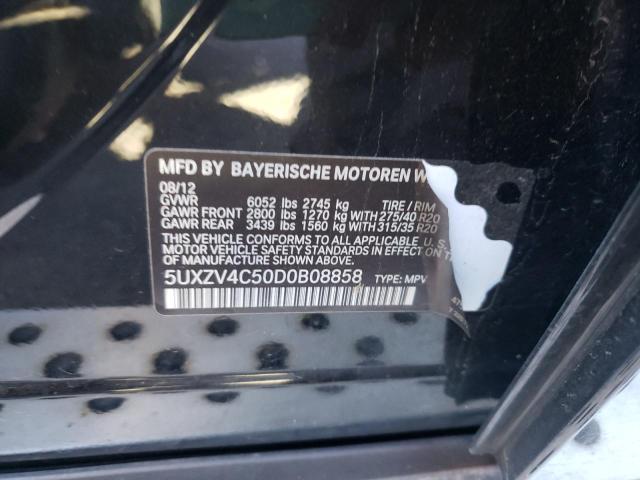 MFD BY BAYERISCHE MOTOREN W
08/12
GVWR 6052 lbs 2745 kg TIRE / RIM
GAWR FRONT 2800 lbs 1270 kg WITH 275/40 R20
GAWR REAR 3439 lbs 1560 kg WITH 315/35 R20
THIS VEHICLE CONFORMS TO ALL APPLICABLE U.S.
MOTOR VEHICLE SAFETY STANDARDS IN EFFECT ON
DATE OF MANUFACTURE
5UXZV4C50D0B08858 TYPE: MPV